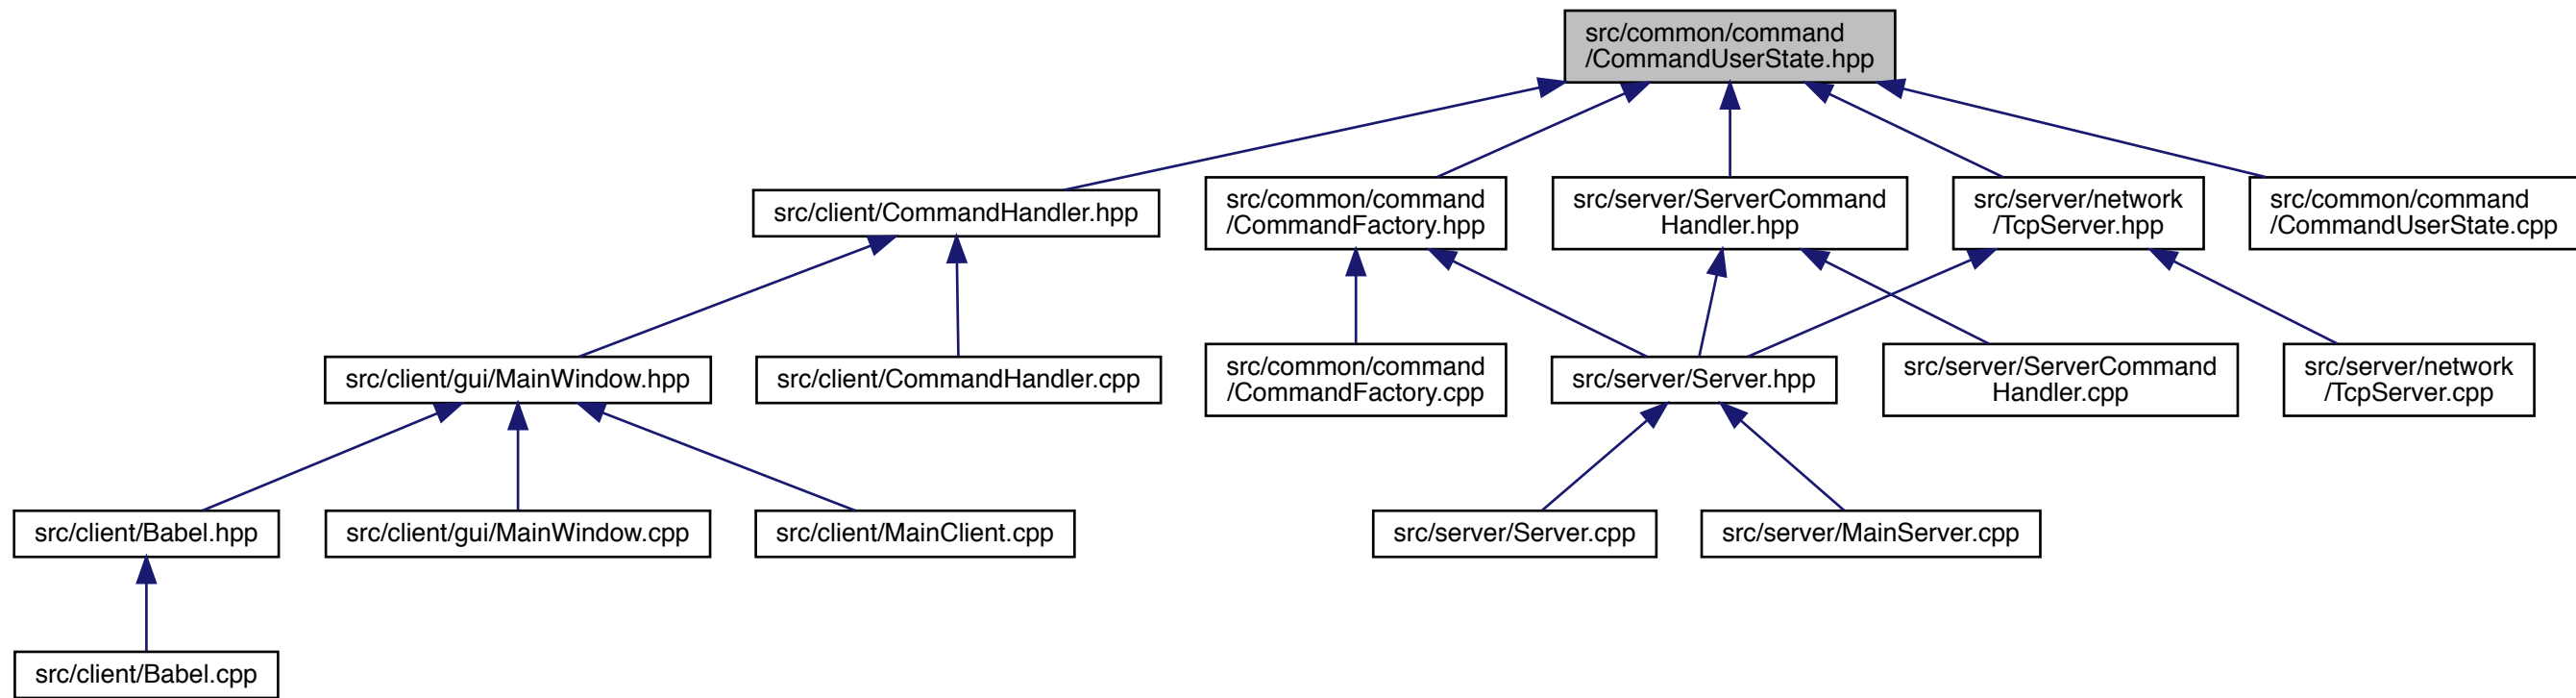 src/common/command
/CommandUserState.hpp
src/client/CommandHandler.hpp
src/common/command
/CommandFactory.hpp
src/server/ServerCommand
Handler.hpp
src/server/network
/TcpServer.hpp
src/common/command
/CommandUserState.cpp
src/client/gui/MainWindow.hpp
src/client/CommandHandler.cpp
src/common/command
/CommandFactory.cpp
src/server/Server.hpp
src/server/ServerCommand
Handler.cpp
src/server/network
/TcpServer.cpp
src/client/Babel.hpp
src/client/gui/MainWindow.cpp
src/client/MainClient.cpp
src/server/Server.cpp
src/server/MainServer.cpp
src/client/Babel.cpp